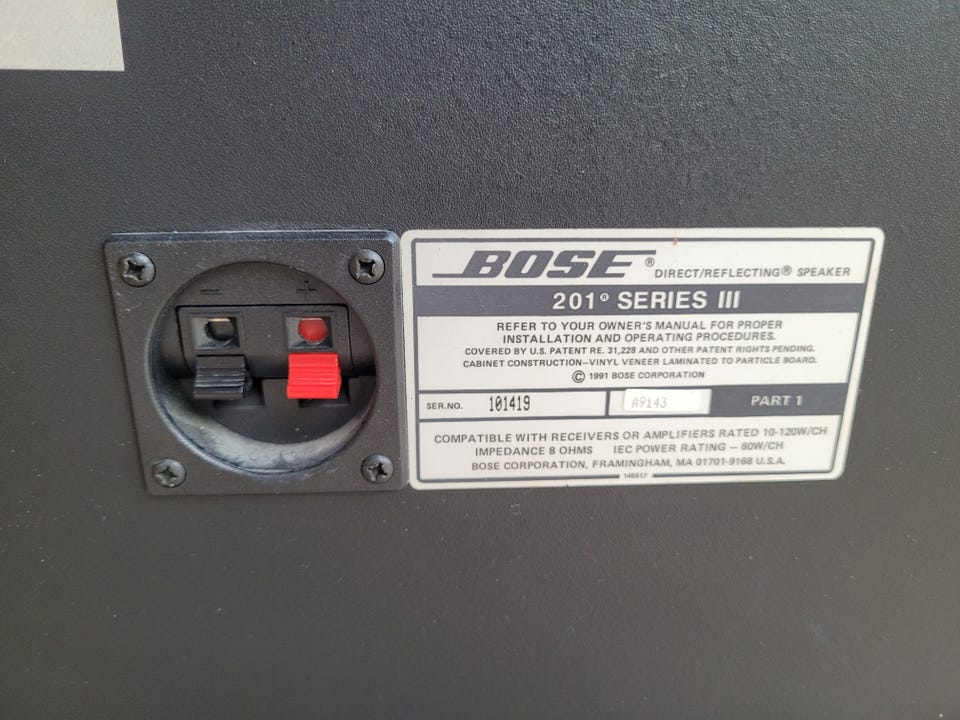 - +
BOSE® DIRECT/REFLECTING® SPEAKER
201® SERIES III
REFER TO YOUR OWNER'S MANUAL FOR PROPER
INSTALLATION AND OPERATING PROCEDURES.
COVERED BY U.S. PATENT RE. 31,228 AND OTHER PATENT RIGHTS PENDING.
CABINET CONSTRUCTION—VINYL VENEER LAMINATED TO PARTICLE BOARD.
© 1991 BOSE CORPORATION
SER.NO. 101419 A9143 PART 1
COMPATIBLE WITH RECEIVERS OR AMPLIFIERS RATED 10-120W/CH
IMPEDANCE 8 OHMS IEC POWER RATING – 60W/CH
BOSE CORPORATION, FRAMINGHAM, MA 01701-9168 U.S.A.